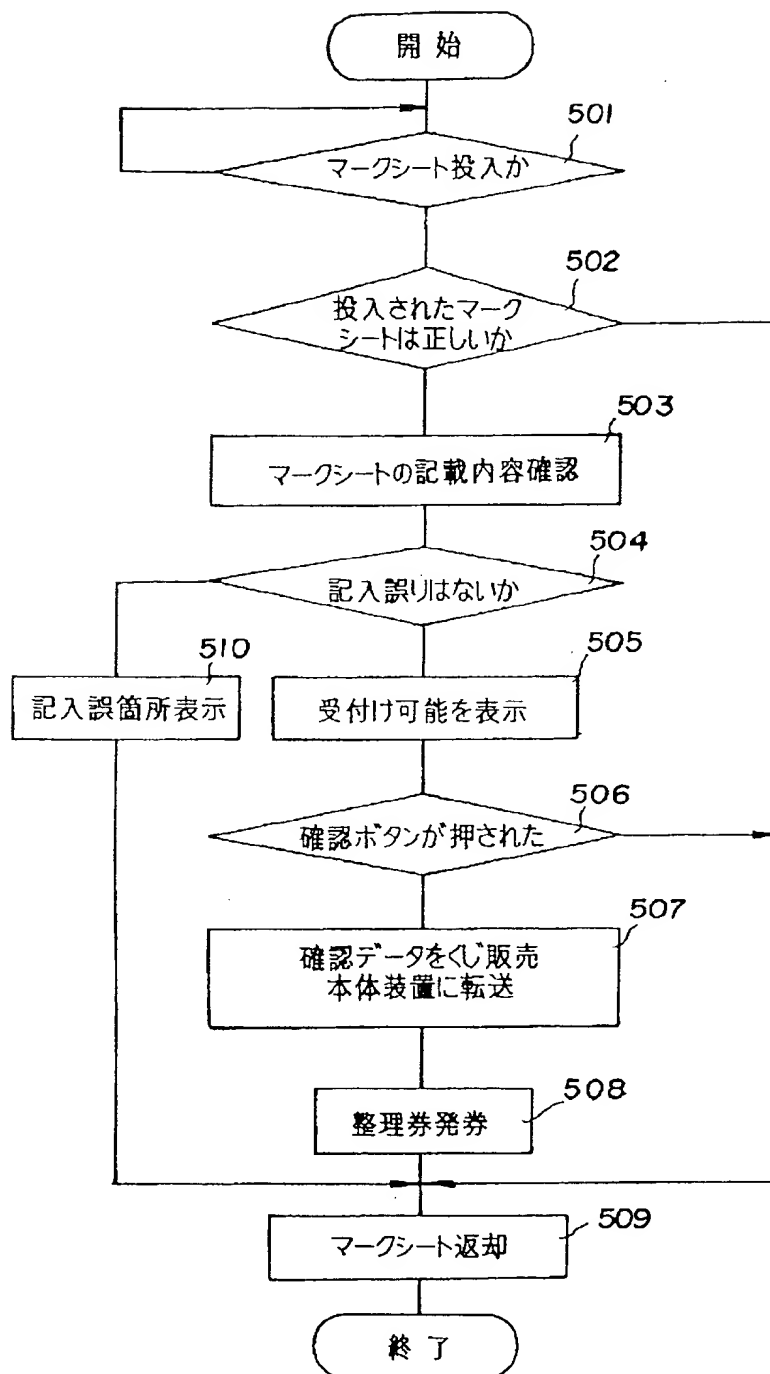 開始
501
マークシート投入か
502
投入されたマーク
シートは正しいか
503
マークシートの記載内容確認
504
記入誤りはないか
510
記入誤箇所表示
505
受付け可能を表示
506
確認ボタンが押された
507
確認データをくじ販売
本体装置に転送
508
整理券発券
509
マークシート返却
終了